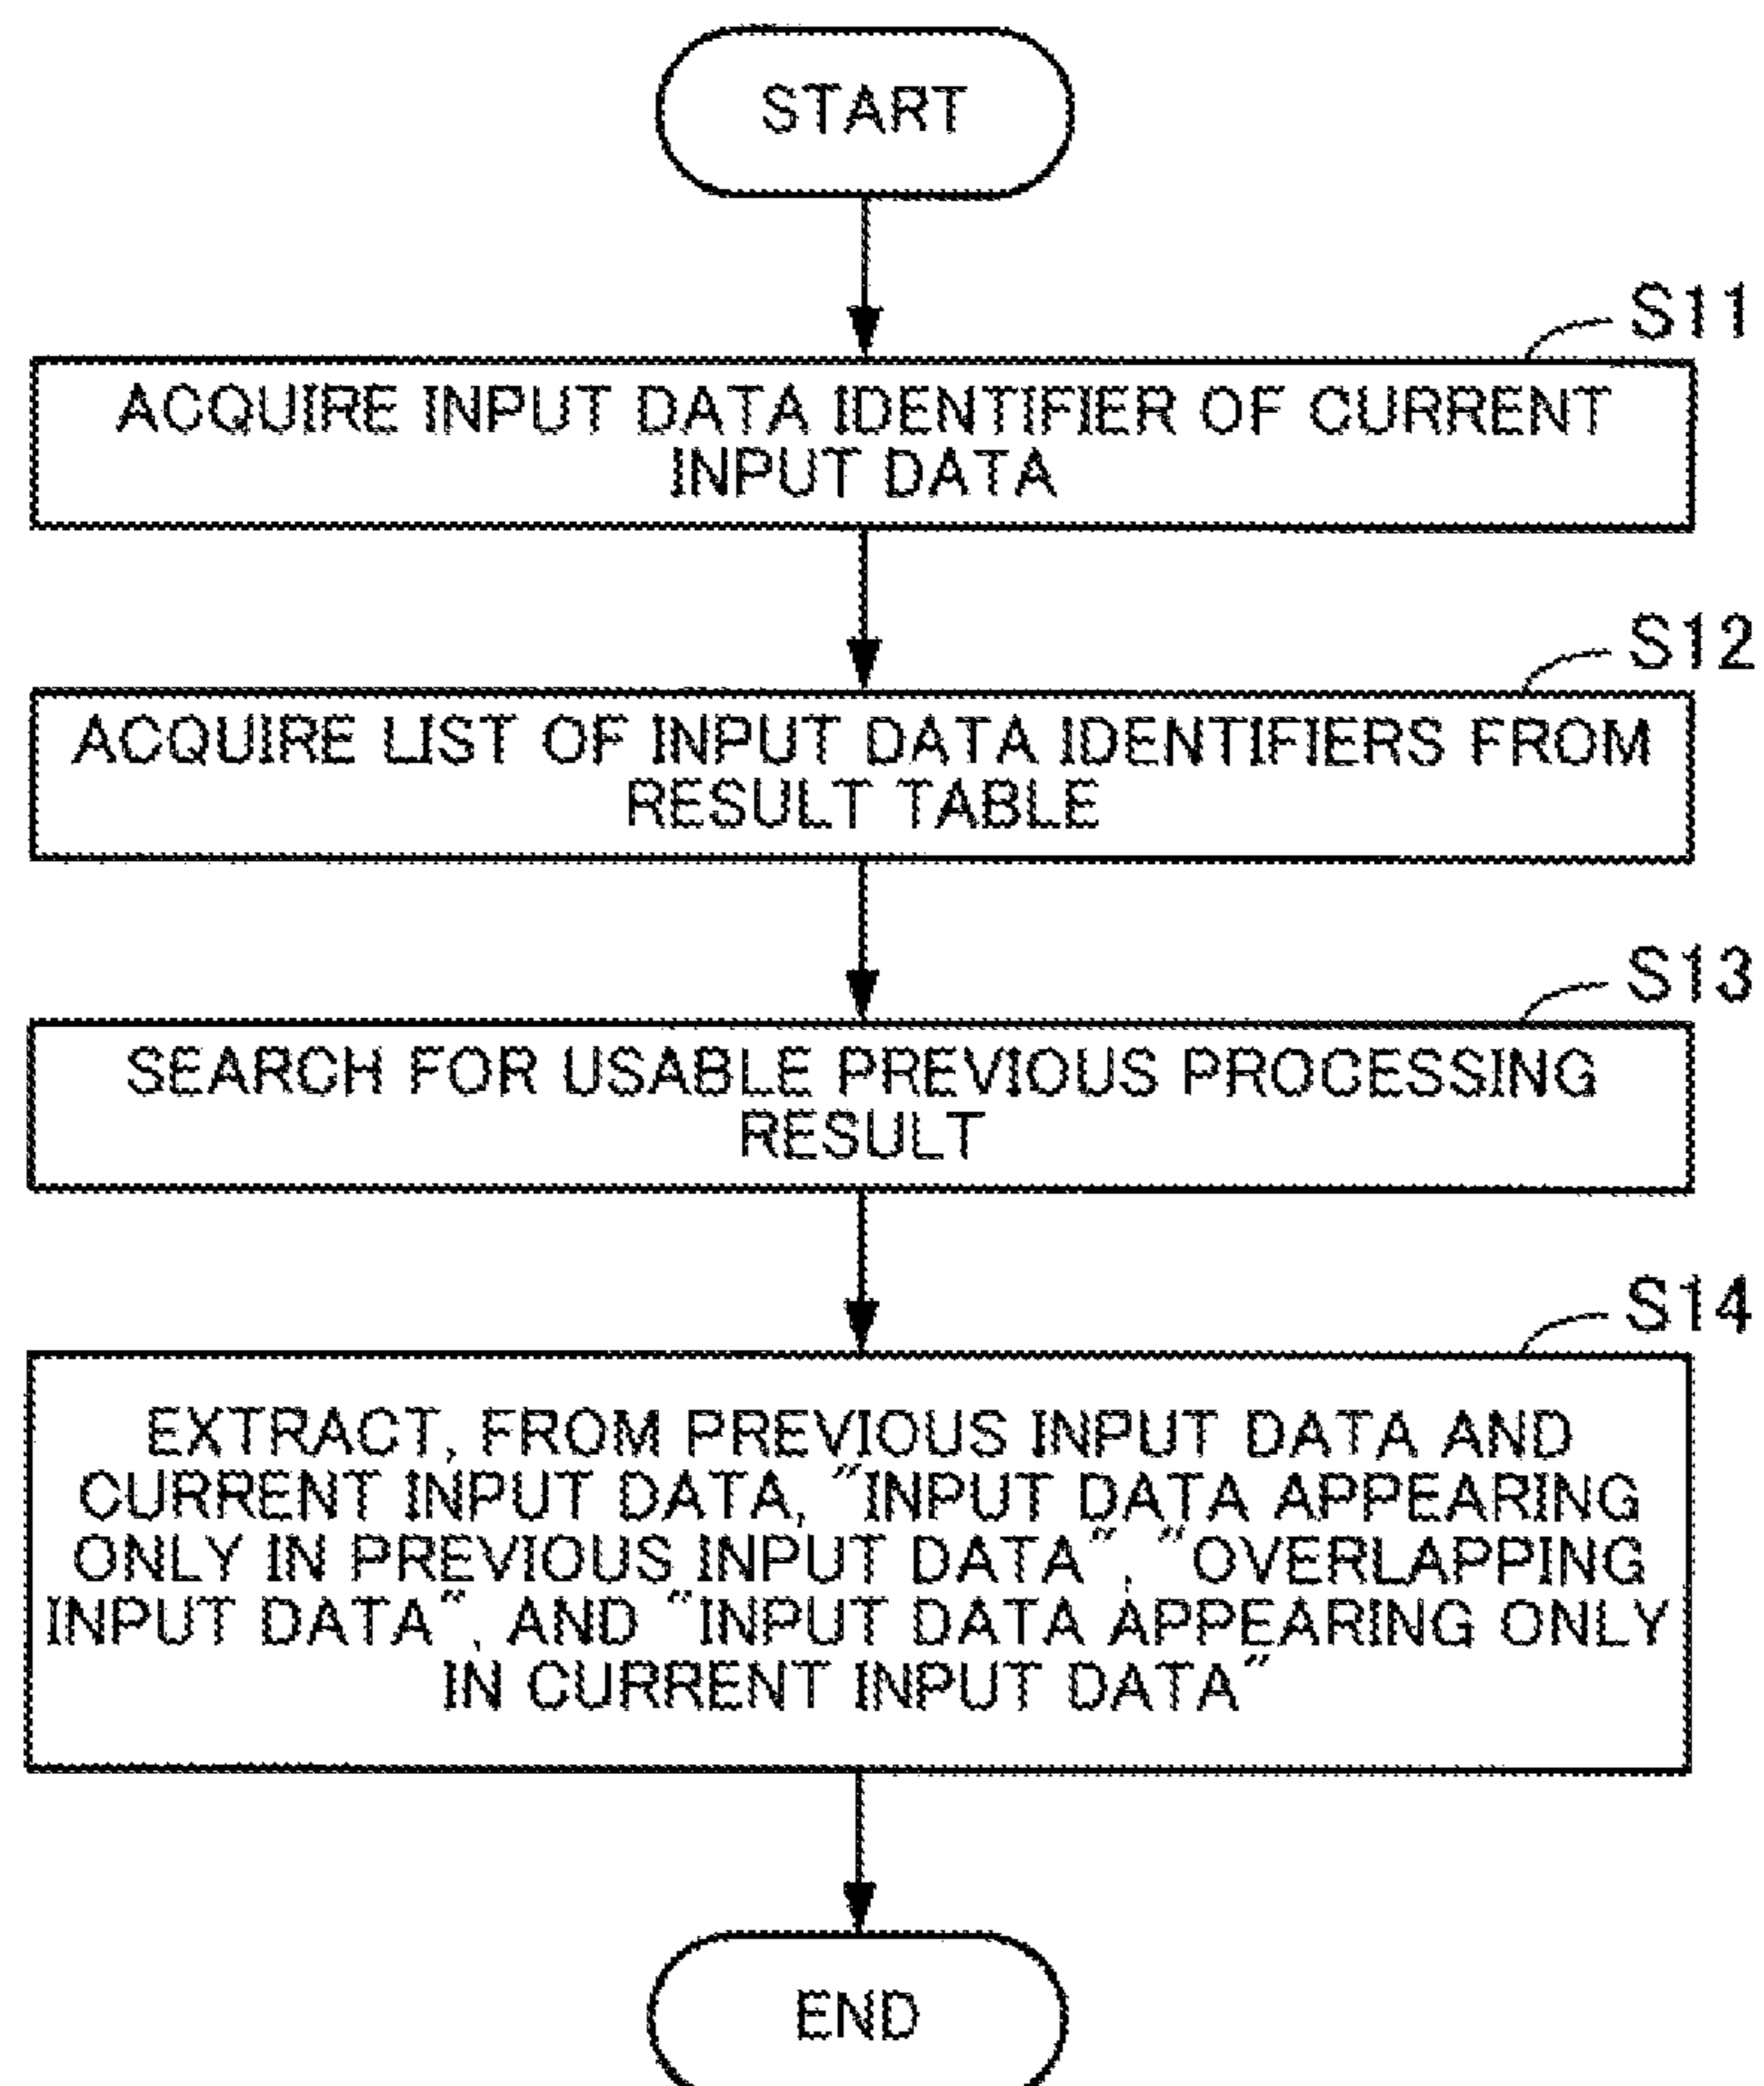 START
S11
ACQUIRE INPUT DATA IDENTIFIER OF CURRENT
INPUT DATA
S12
ACQUIRE LIST OF INPUT DATA IDENTIFIERS FROM
RESULT TABLE
S13
SEARCH FOR USABLE PREVIOUS PROCESSING
RESULT
S14
EXTRACT, FROM PREVIOUS INPUT DATA AND
CURRENT INPUT DATA, "INPUT DATA APPEARING
ONLY IN PREVIOUS INPUT DATA", "OVERLAPPING
INPUT DATA", AND "INPUT DATA APPEARING ONLY
IN CURRENT INPUT DATA"
END